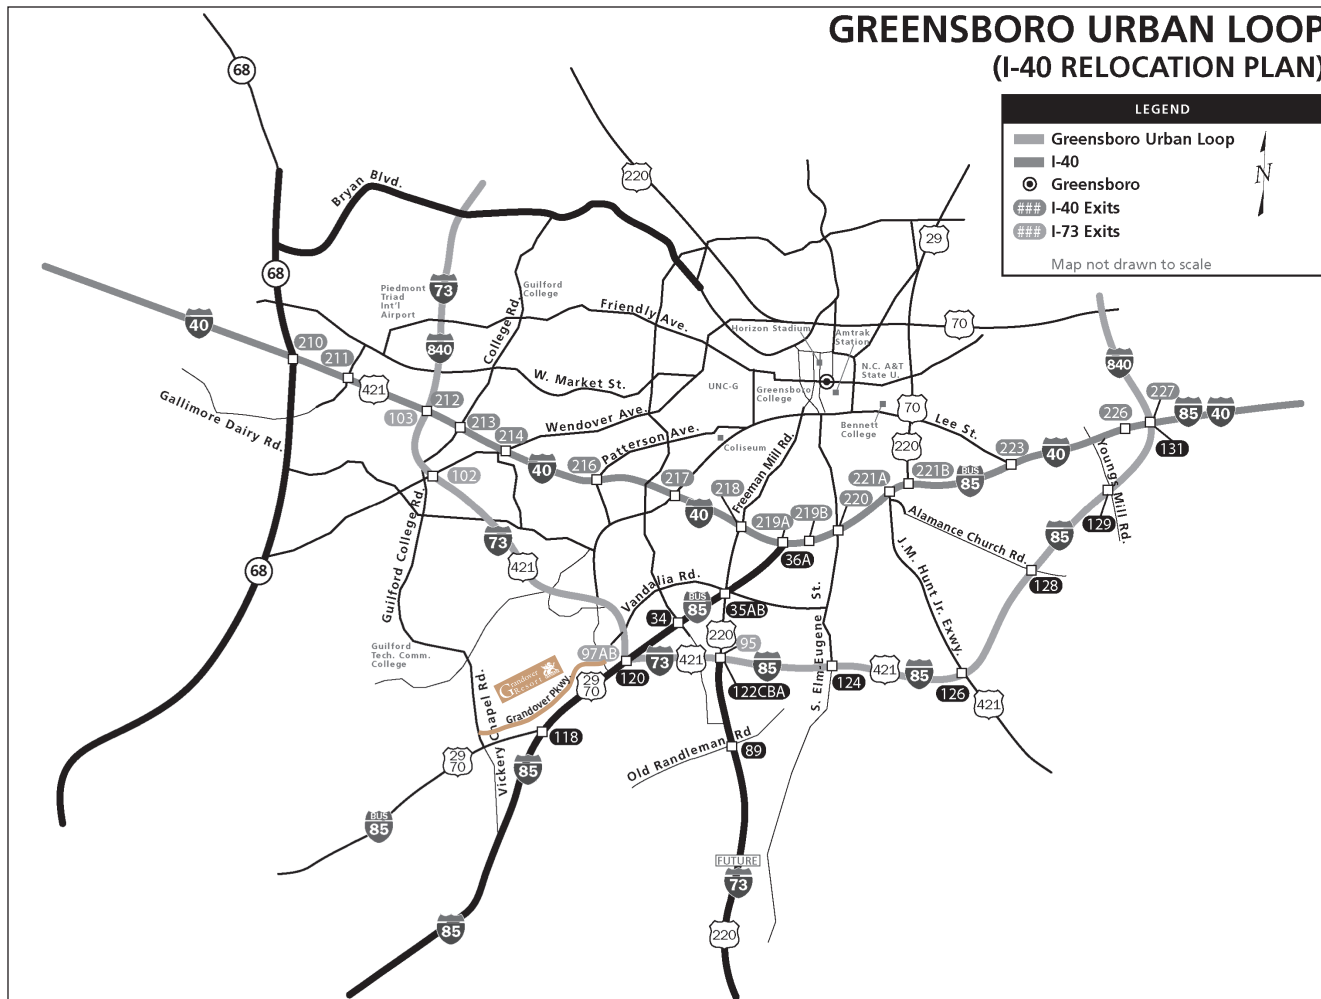 GREENSBORO URBAN LOOP
(I-40 RELOCATION PLAN)
LEGEND
Greensboro Urban Loop
I-40
Greensboro
### I-40 Exits
### I-73 Exits
Map not drawn to scale
N
68
220
Bryan Blvd.
29
68
73
Piedmont
Triad
Int'l
Airport
Guilford
College
Friendly Ave.
40
70
Horizon Stadium
Amtrak
Station
College Rd.
840
840
210
211
421
W. Market St.
UNC-G
Greensboro
College
N.C. A&T
State U.
Gallimore Dairy Rd.
103
212
213
214
Wendover Ave.
Patterson Ave.
Coliseum
Bennett
College
70
220
Lee St.
226
227
85
40
131
Freeman Mill Rd.
102
40
216
217
218
40
219A
219B
220
221A
221B
BUS
85
223
40
Youngs Mill Rd.
129
Guilford College Rd.
73
421
36A
Alamance Church Rd.
85
128
68
Vandalia Rd.
BUS
85
34
35AB
J.M. Hunt Jr. Expwy.
S. Elm-Eugene St.
Guilford
Tech. Comm.
College
97AB
120
73
421
220
95
122CBA
85
124
421
85
126
421
Grandover
Resort
Grandover Pkwy.
29
70
Vickery Chapel Rd.
118
Old Randleman Rd
89
29
70
85
BUS
85
FUTURE
73
85
220